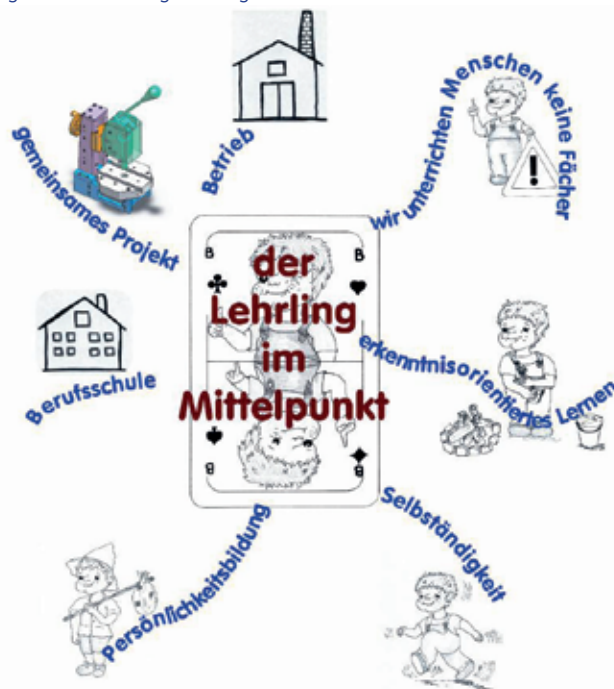 Betrieb
wir unterrichten Menschen keine Fächer
gemeinsames Projekt
B
B
der
Lehrling
im
Mittelpunkt
B
B
erkenntnisorientiertes Lernen
Berufsschule
Selbständigkeit
Persönlichkeitsbildung